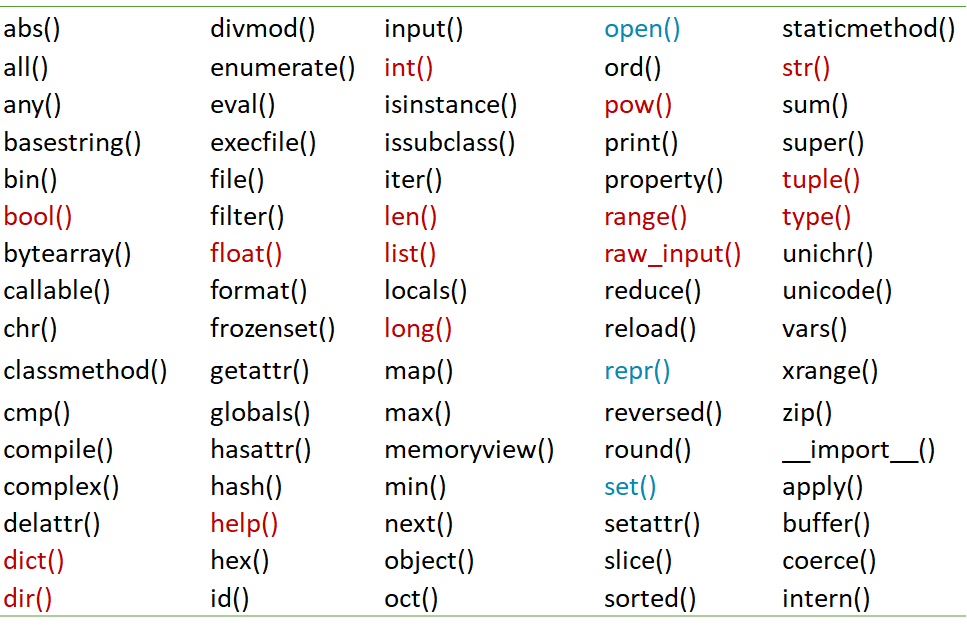 abs() divmod() input() open() staticmethod()
all() enumerate() int() ord() str()
any() eval() isinstance() pow() sum()
basestring() execfile() issubclass() print() super()
bin() file() iter() property() tuple()
bool() filter() len() range() type()
bytearray() float() list() raw_input() unichr()
callable() format() locals() reduce() unicode()
chr() frozenset() long() reload() vars()
classmethod() getattr() map() repr() xrange()
cmp() globals() max() reversed() zip()
compile() hasattr() memoryview() round() __import__()
complex() hash() min() set() apply()
delattr() help() next() setattr() buffer()
dict() hex() object() slice() coerce()
dir() id() oct() sorted() intern()